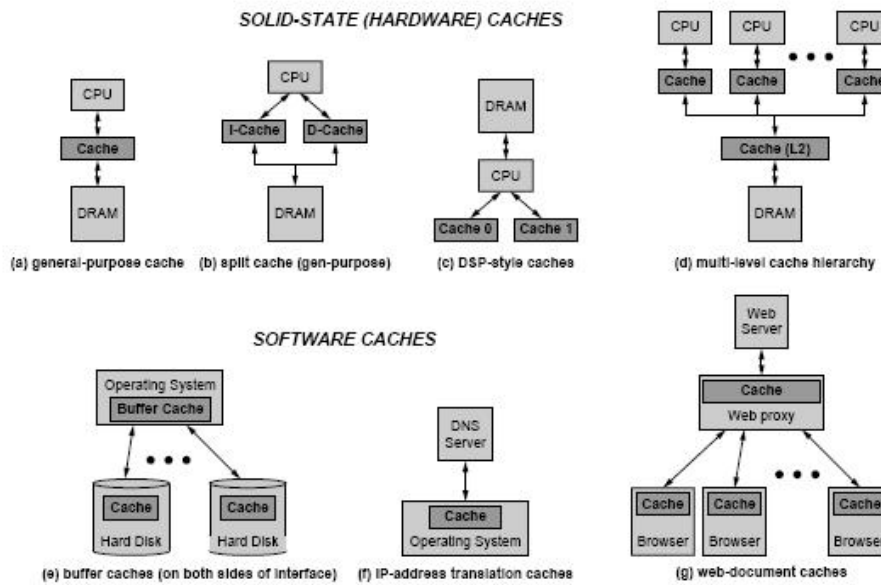 SOLID-STATE (HARDWARE) CACHES
CPU
Cache
DRAM
(a) general-purpose cache
CPU
I-Cache
D-Cache
DRAM
(b) split cache (gen-purpose)
DRAM
CPU
Cache 0
Cache 1
(c) DSP-style caches
CPU
CPU
CPU
Cache
Cache
Cache
Cache (L2)
DRAM
(d) multi-level cache hierarchy
SOFTWARE CACHES
Operating System
Buffer Cache
Cache
Hard Disk
Cache
Hard Disk
(e) buffer caches (on both sides of interface)
DNS
Server
Cache
Operating System
(f) IP-address translation caches
Web
Server
Cache
Web proxy
Cache
Browser
Cache
Browser
Cache
Browser
(g) web-document caches